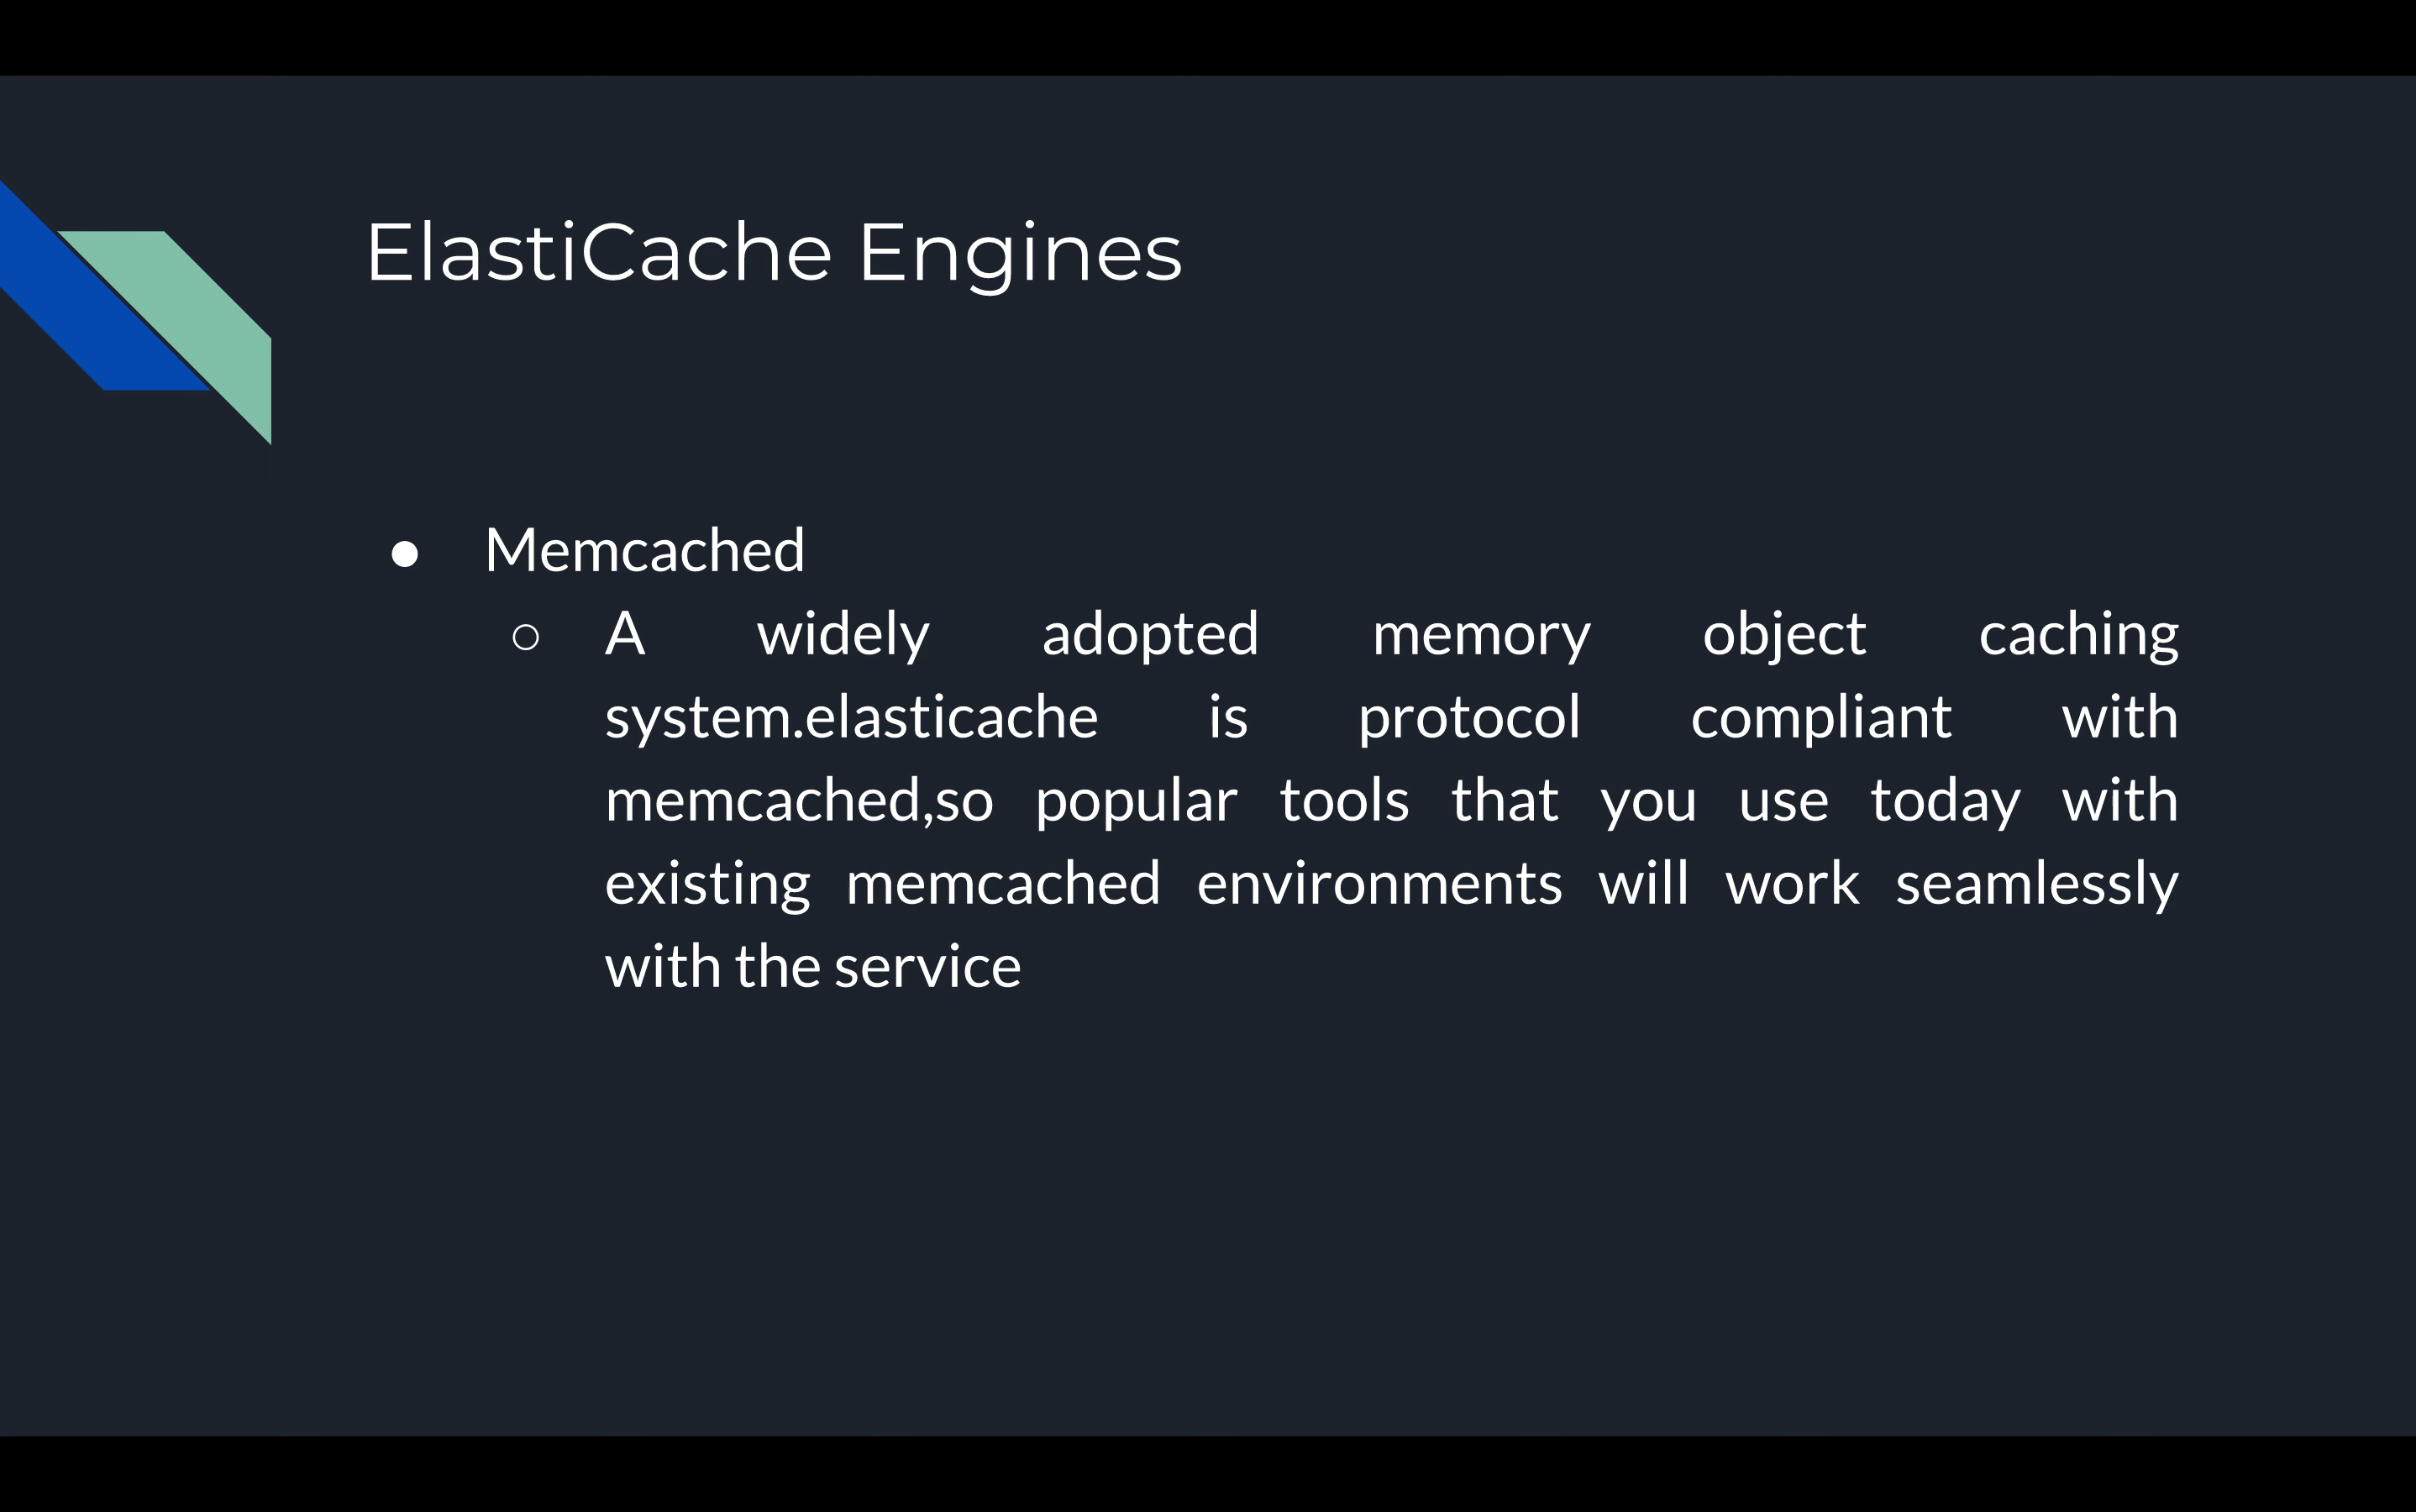 ElastiCache Engines
● Memcached
○ A widely adopted memory object caching
system.elasticache is protocol compliant with
memcached,so popular tools that you use today with
existing memcached environments will work seamlessly
with the service